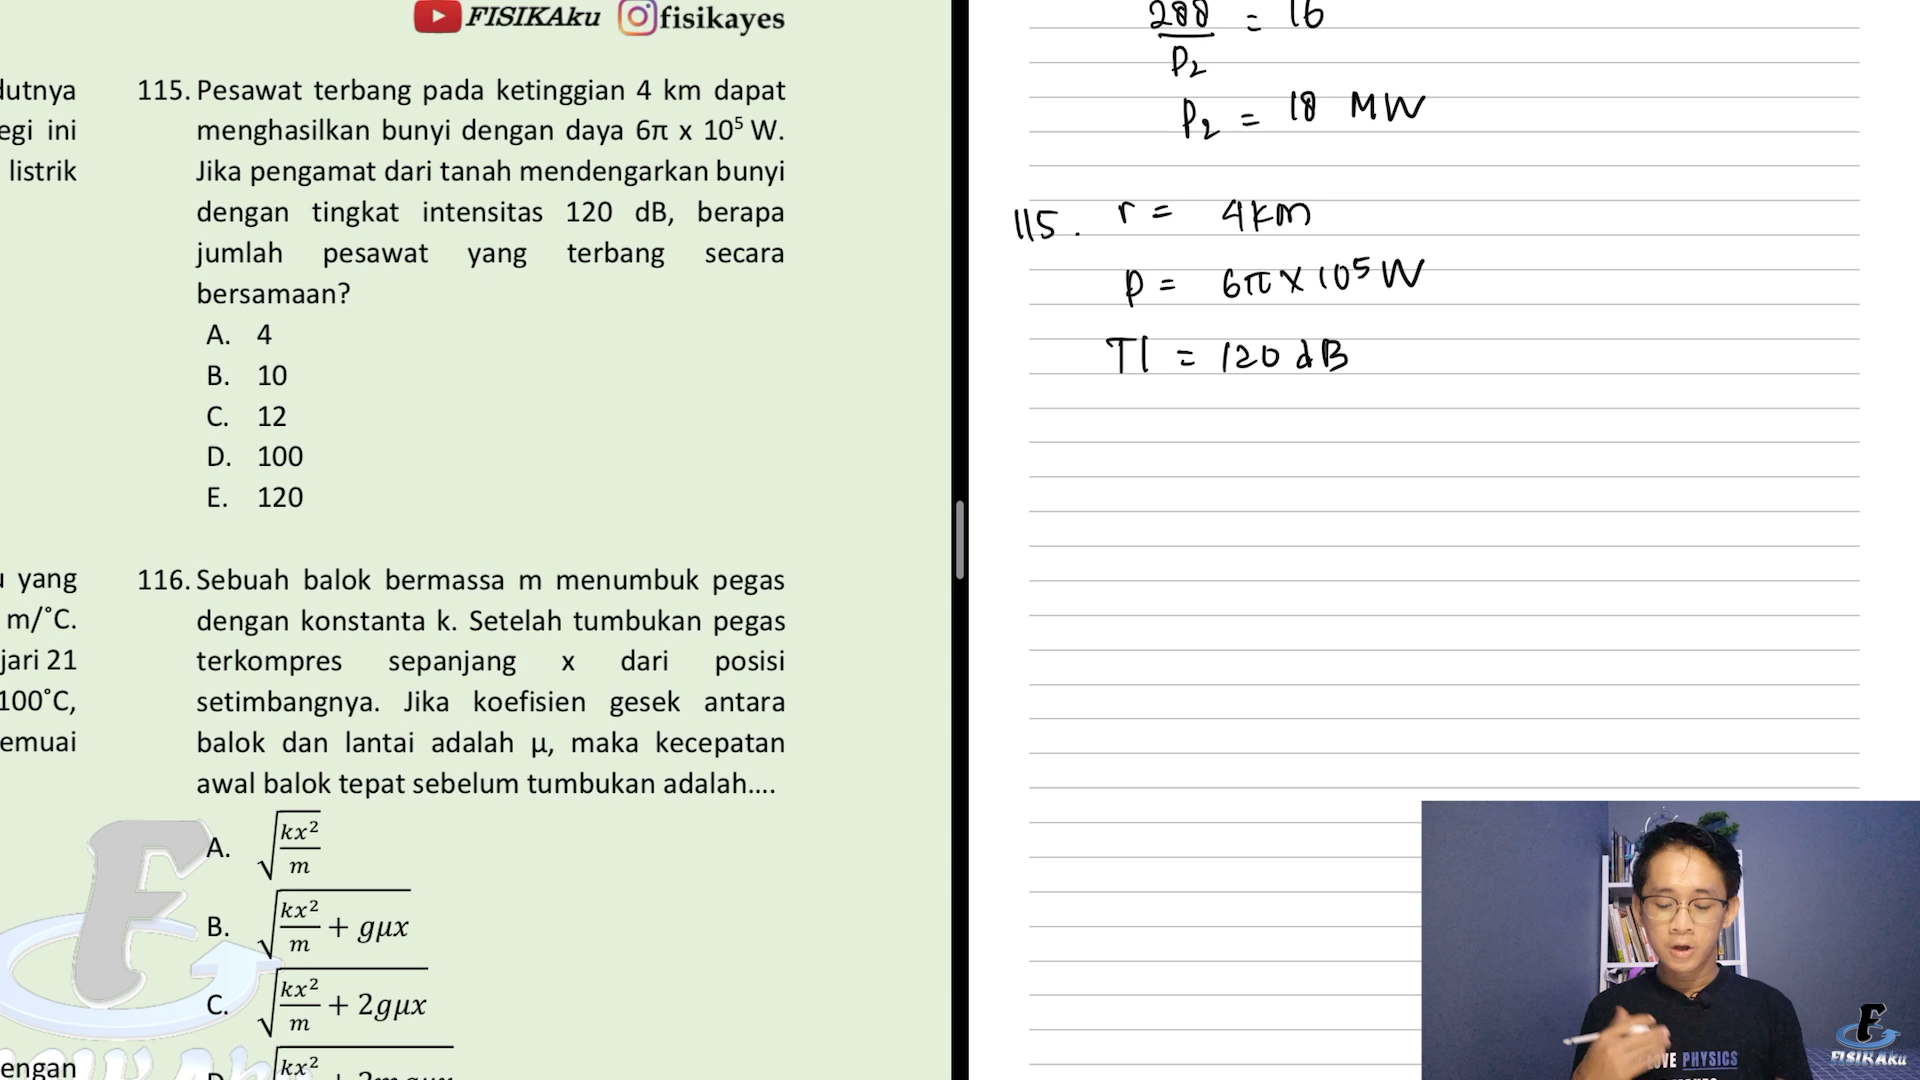 FISIKAku fisikayes
dutnya
egi ini
listrik
115. Pesawat terbang pada ketinggian 4 km dapat
menghasilkan bunyi dengan daya 6π x 10⁵ W.
Jika pengamat dari tanah mendengarkan bunyi
dengan tingkat intensitas 120 dB, berapa
jumlah pesawat yang terbang secara
bersamaan?
A. 4
B. 10
C. 12
D. 100
E. 120
yang
m/˚C.
jari 21
100˚C,
emuai
engan
116. Sebuah balok bermassa m menumbuk pegas
dengan konstanta k. Setelah tumbukan pegas
terkompres sepanjang x dari posisi
setimbangnya. Jika koefisien gesek antara
balok dan lantai adalah μ, maka kecepatan
awal balok tepat sebelum tumbukan adalah....
A. √(kx²/m)
B. √(kx²/m + gμx)
C. √(kx²/m + 2gμx)
= 16
P₂
P₂ = 18 MW
115. r = 4 km
P = 6π x 10⁵ W
TI = 120 dB
PHYSICS
FISIKAku